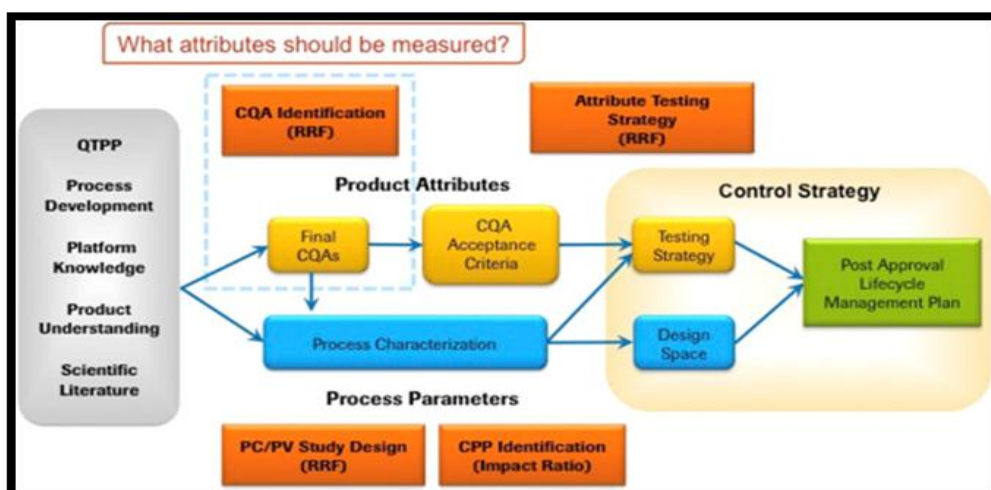 What attributes should be measured?
CQA Identification
(RRF)
Attribute Testing
Strategy
(RRF)
QTPP
Process
Development
Platform
Knowledge
Product
Understanding
Scientific
Literature
Product Attributes
Control Strategy
Final
CQAs
CQA
Acceptance
Criteria
Testing
Strategy
Post Approval
Lifecycle
Management Plan
Process Characterization
Design
Space
Process Parameters
PC/PV Study Design
(RRF)
CPP Identification
(Impact Ratio)